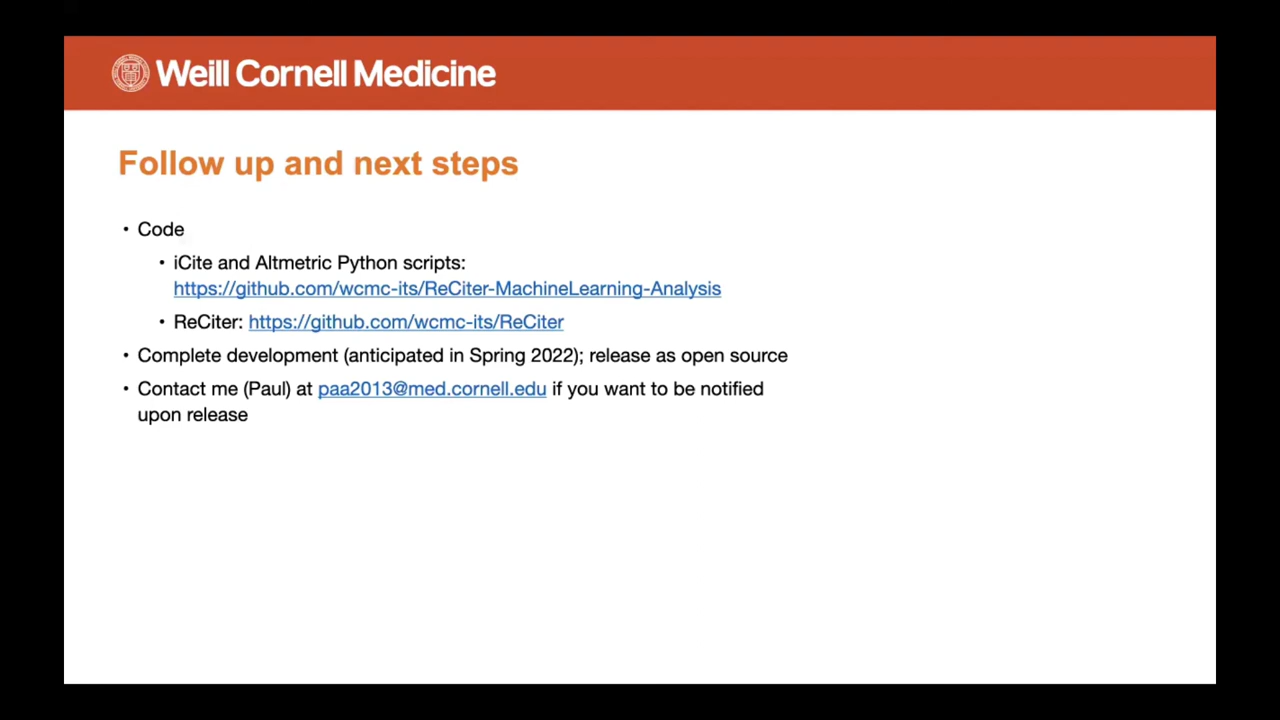 Weill Cornell Medicine
Follow up and next steps
• Code
• iCite and Altmetric Python scripts:
https://github.com/wcmc-its/ReCiter-MachineLearning-Analysis
• ReCiter: https://github.com/wcmc-its/ReCiter
• Complete development (anticipated in Spring 2022); release as open source
• Contact me (Paul) at paa2013@med.cornell.edu if you want to be notified
upon release